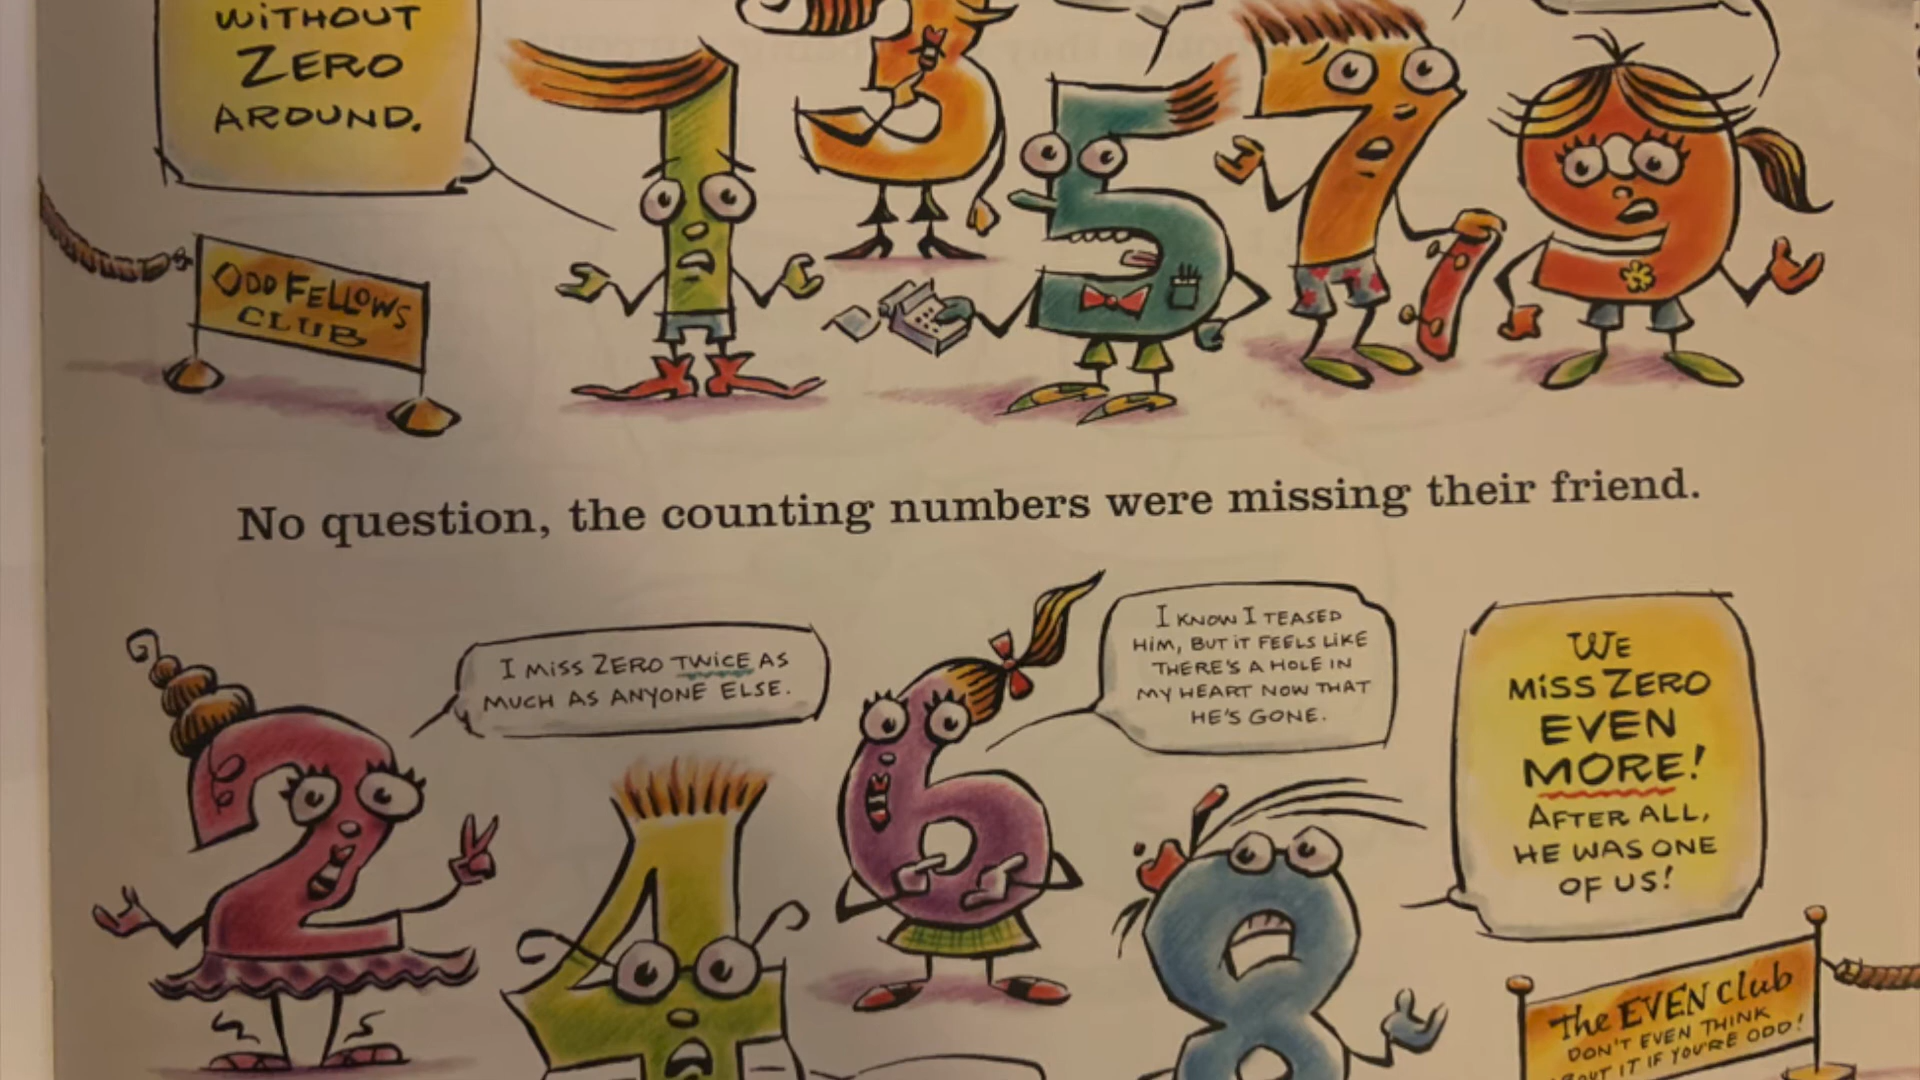 WITHOUT
ZERO
AROUND.
ODD FELLOWS
CLUB
No question, the counting numbers were missing their friend.
I MISS ZERO TWICE AS
MUCH AS ANYONE ELSE.
I KNOW I TEASED
HIM, BUT IT FEELS LIKE
THERE'S A HOLE IN
MY HEART NOW THAT
HE'S GONE.
WE
MISS ZERO
EVEN
MORE!
AFTER ALL,
HE WAS ONE
OF US!
The EVEN Club
DON'T EVEN THINK
ABOUT IT IF YOU'RE ODD!